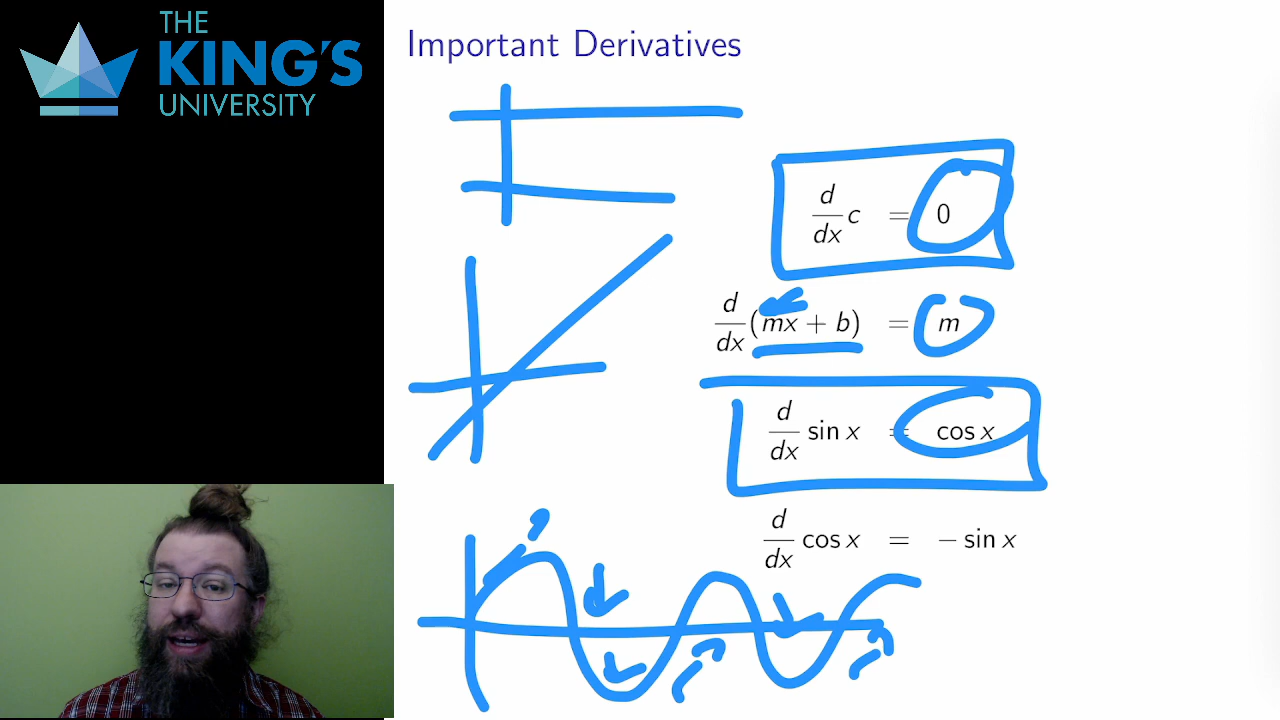 THE
KING'S
UNIVERSITY
Important Derivatives
d/dx c = 0
d/dx (mx + b) = m
d/dx sin x = cos x
d/dx cos x = − sin x